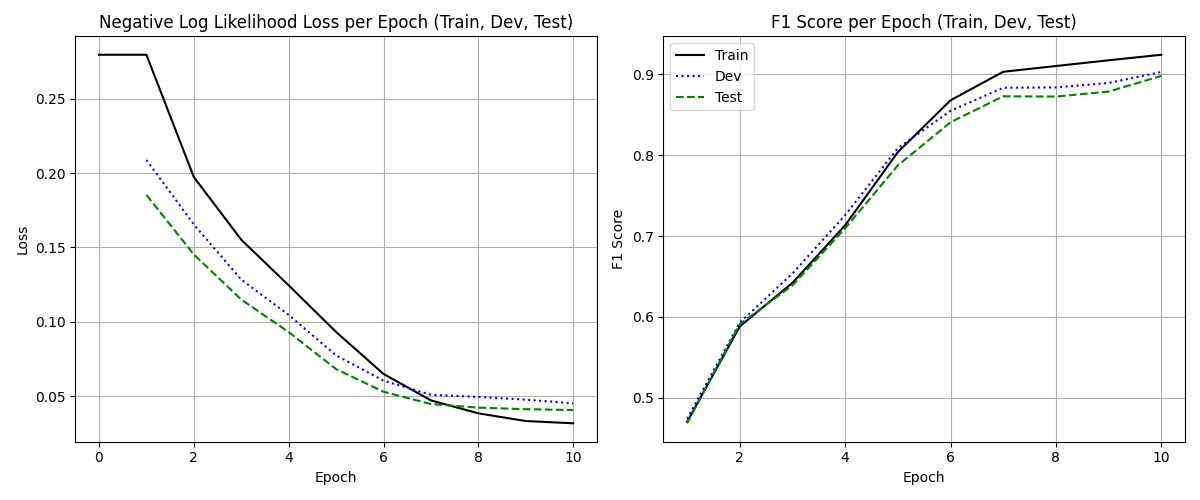 Negative Log Likelihood Loss per Epoch (Train, Dev, Test)
Loss
0.25
0.20
0.15
0.10
0.05
0 2 4 6 8 10
Epoch
F1 Score per Epoch (Train, Dev, Test)
Train
Dev
Test
F1 Score
0.9
0.8
0.7
0.6
0.5
2 4 6 8 10
Epoch